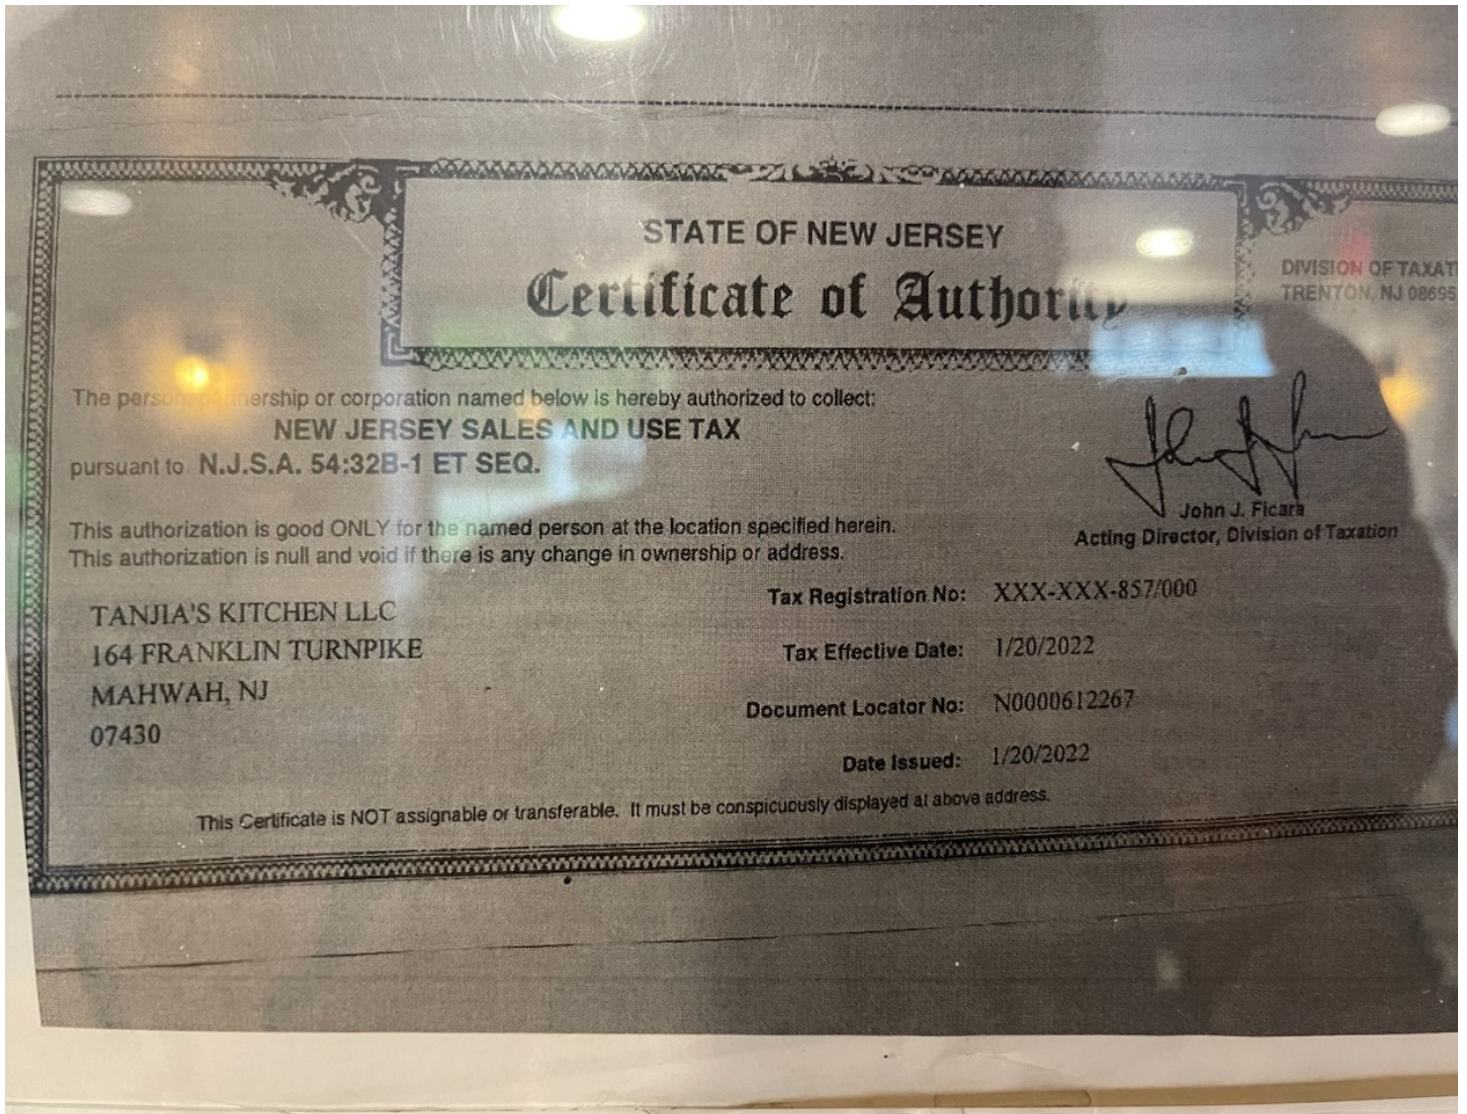 STATE OF NEW JERSEY
Certificate of Authority
DIVISION OF TAXATI
TRENTON, NJ 08695
The person, partnership or corporation named below is hereby authorized to collect:
NEW JERSEY SALES AND USE TAX
pursuant to N.J.S.A. 54:32B-1 ET SEQ.
This authorization is good ONLY for the named person at the location specified herein.
This authorization is null and void if there is any change in ownership or address.
John J. Ficara
Acting Director, Division of Taxation
TANJIA'S KITCHEN LLC
164 FRANKLIN TURNPIKE
MAHWAH, NJ
07430
Tax Registration No: XXX-XXX-857/000
Tax Effective Date: 1/20/2022
Document Locator No: N0000612267
Date Issued: 1/20/2022
This Certificate is NOT assignable or transferable. It must be conspicuously displayed at above address.